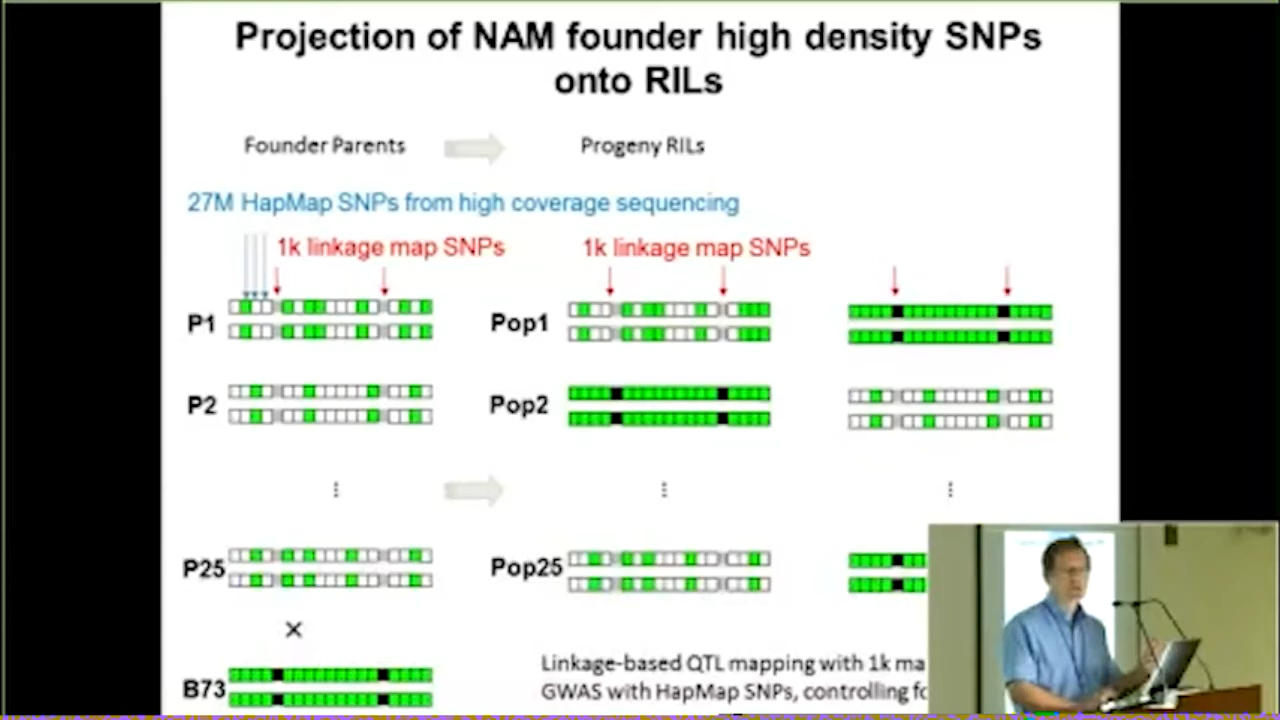 Projection of NAM founder high density SNPs
onto RILs
Founder Parents
Progeny RILs
27M HapMap SNPs from high coverage sequencing
1k linkage map SNPs
1k linkage map SNPs
P1
Pop1
P2
Pop2
P25
Pop25
×
B73
Linkage-based QTL mapping with 1k ma
GWAS with HapMap SNPs, controlling fo